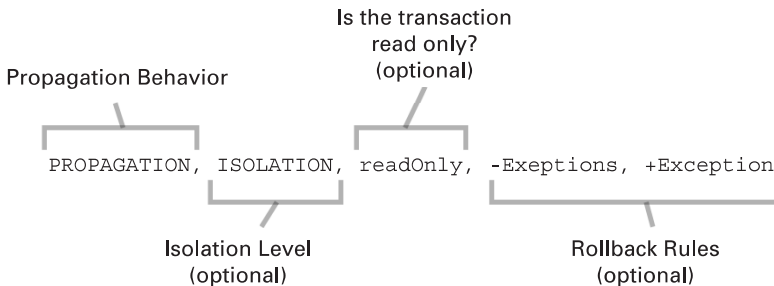 Is the transaction
read only?
(optional)
Propagation Behavior
PROPAGATION, ISOLATION, readOnly, -Exeptions, +Exception
Isolation Level
(optional)
Rollback Rules
(optional)